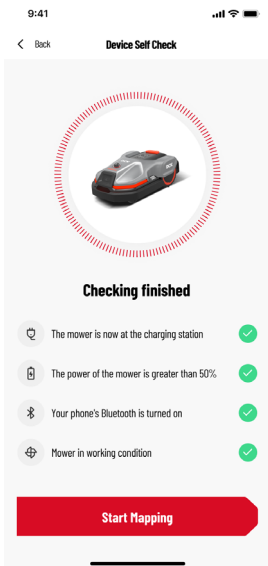 9:41
Back
Device Self Check
Checking finished
The mower is now at the charging station
The power of the mower is greater than 50%
Your phone's Bluetooth is turned on
Mower in working condition
Start Mapping